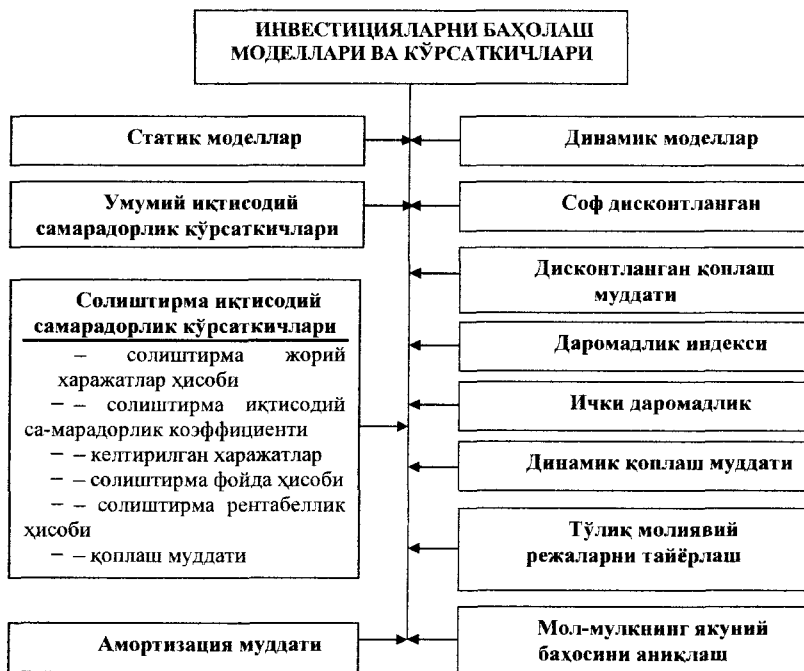 ИНВЕСТИЦИЯЛАРНИ БАҲОЛАШ
МОДЕЛЛАРИ ВА КЎРСАТКИЧЛАРИ
Статик моделлар
Умумий иқтисодий
самарадорлик кўрсаткичлари
Солиштирма иқтисодий
самарадорлик кўрсаткичлари
– солиштирма жорий
харажатлар ҳисоби
– – солиштирма иқтисодий
са-марадорлик коэффициенти
– – келтирилган харажатлар
– – солиштирма фойда ҳисоби
– – солиштирма рентабеллик
ҳисоби
– – қоплаш муддати
Амортизация муддати
Динамик моделлар
Соф дисконтланган
Дисконтланган қоплаш
муддати
Даромадлик индекси
Ички даромадлик
Динамик қоплаш муддати
Тўлиқ молиявий
режаларни тайёрлаш
Мол-мулкнинг якуний
баҳосини аниқлаш